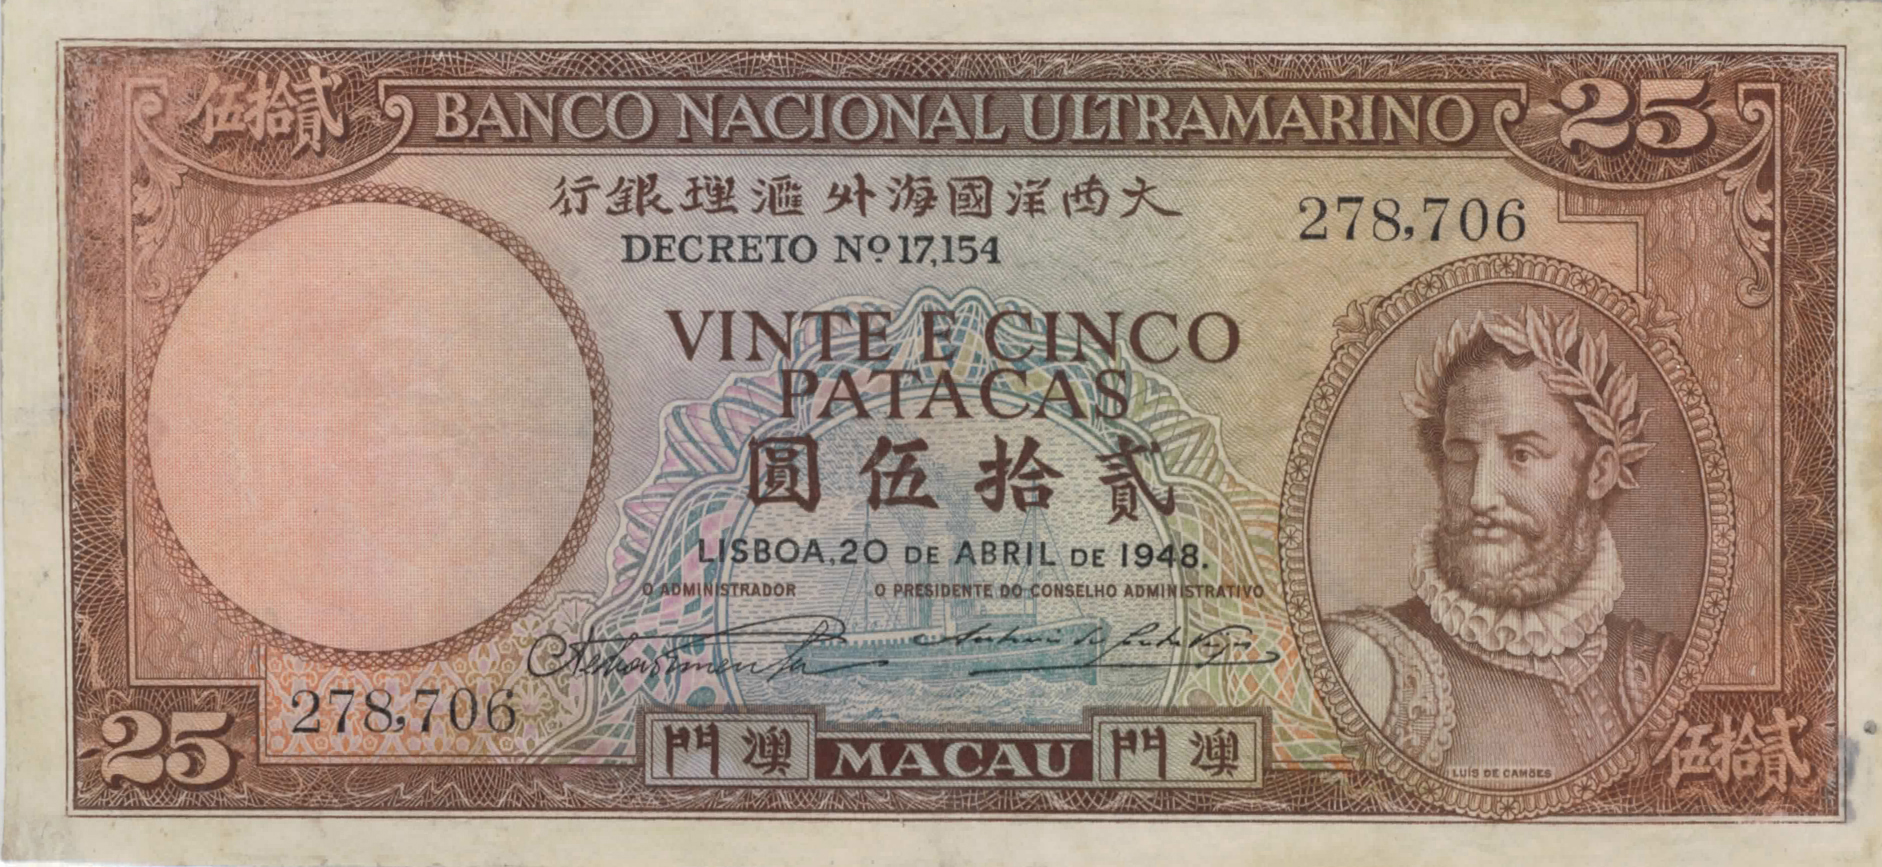 貳拾伍
BANCO NACIONAL ULTRAMARINO
25
大西洋國海外滙理銀行
278,706
DECRETO Nº 17,154
VINTE E CINCO
PATACAS
貳拾伍圓
LISBOA, 20 DE ABRIL DE 1948.
O ADMINISTRADOR
O PRESIDENTE DO CONSELHO ADMINISTRATIVO
278,706
25
澳門
MACAU
澳門
LUÍS DE CAMÕES
貳拾伍